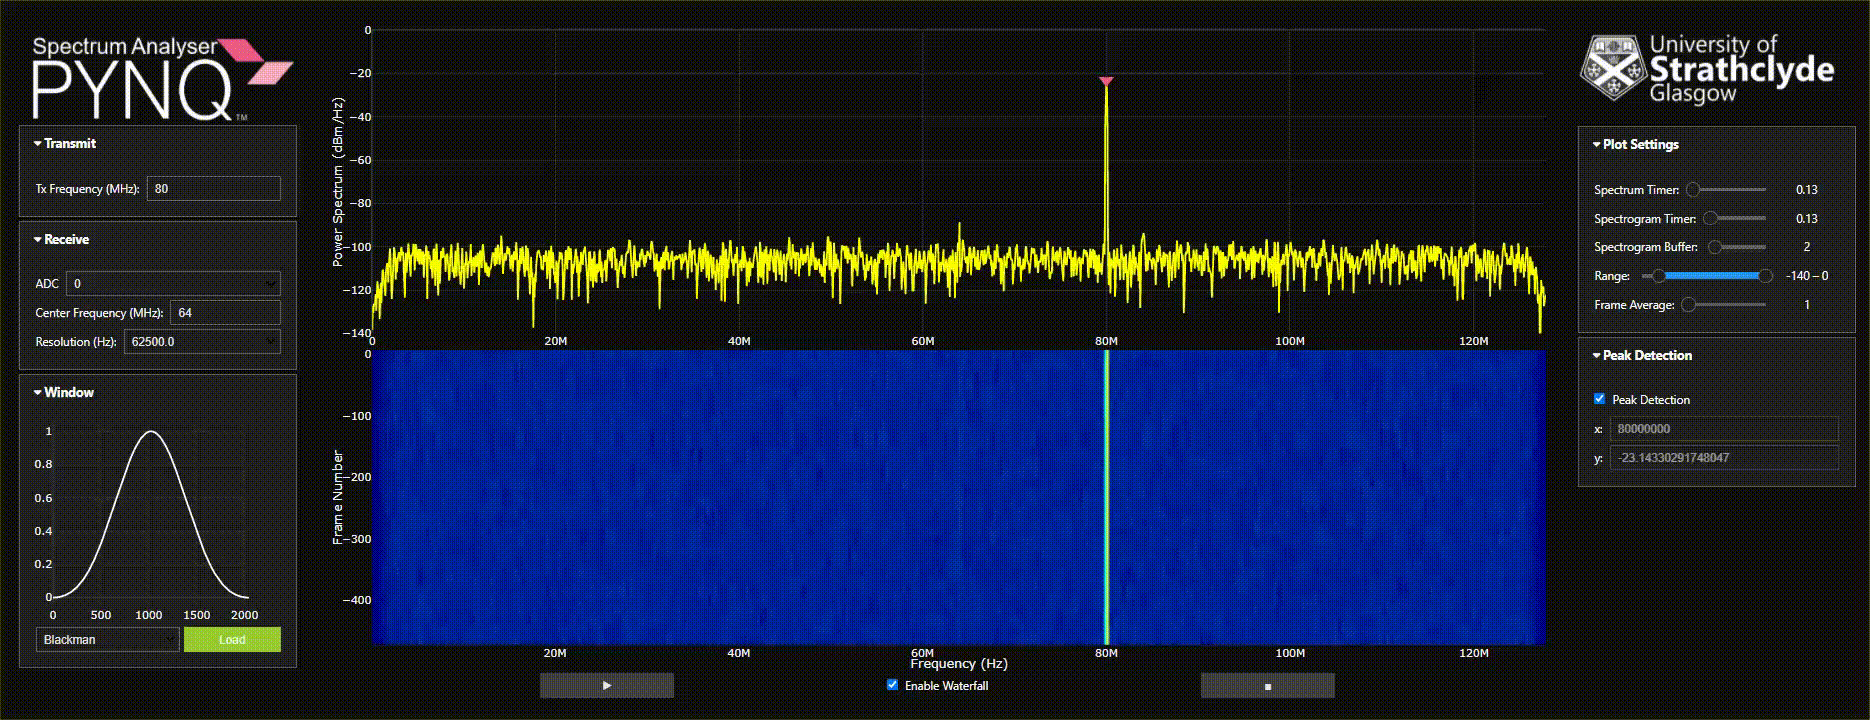 Spectrum Analyser
PYNQ™
Transmit
Tx Frequency (MHz): 80
Receive
ADC 0
Center Frequency (MHz): 64
Resolution (Hz): 62500.0
Window
1
0.8
0.6
0.4
0.2
0
0 500 1000 1500 2000
Blackman Load
Power Spectrum (dBm/Hz)
0
−20
−40
−60
−80
−100
−120
−140
0 20M 40M 60M 80M 100M 120M
Frame Number
0
−100
−200
−300
−400
20M 40M 60M 80M 100M 120M
Frequency (Hz)
Enable Waterfall
University of
Strathclyde
Glasgow
Plot Settings
Spectrum Timer: 0.13
Spectrogram Timer: 0.13
Spectrogram Buffer: 2
Range: -140 – 0
Frame Average: 1
Peak Detection
Peak Detection
x: 80000000
y: -23.14330291748047